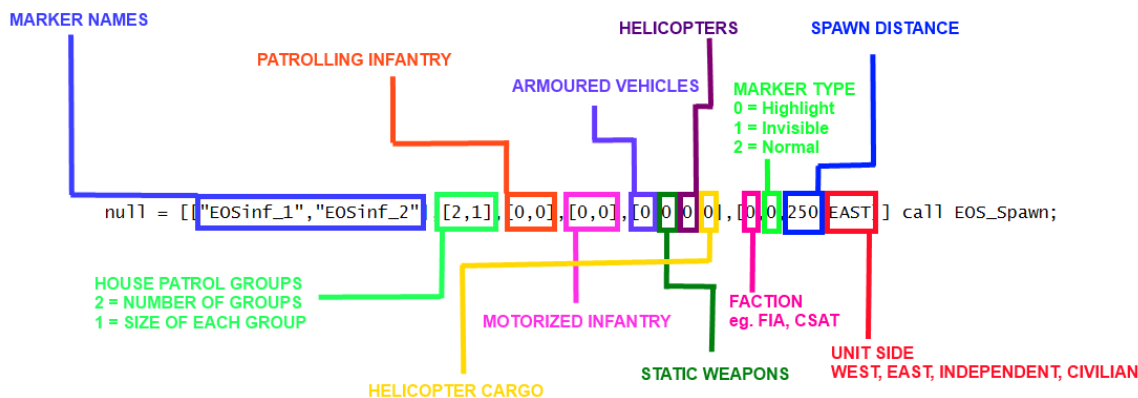 MARKER NAMES
HELICOPTERS
SPAWN DISTANCE
PATROLLING INFANTRY
ARMOURED VEHICLES
MARKER TYPE
0 = Highlight
1 = Invisible
2 = Normal
null = [["EOSinf_1","EOSinf_2"],[2,1],[0,0],[0,0],[0,0,0,0],[0,0,250,EAST]] call EOS_Spawn;
HOUSE PATROL GROUPS
2 = NUMBER OF GROUPS
1 = SIZE OF EACH GROUP
MOTORIZED INFANTRY
FACTION
eg. FIA, CSAT
HELICOPTER CARGO
STATIC WEAPONS
UNIT SIDE
WEST, EAST, INDEPENDENT, CIVILIAN